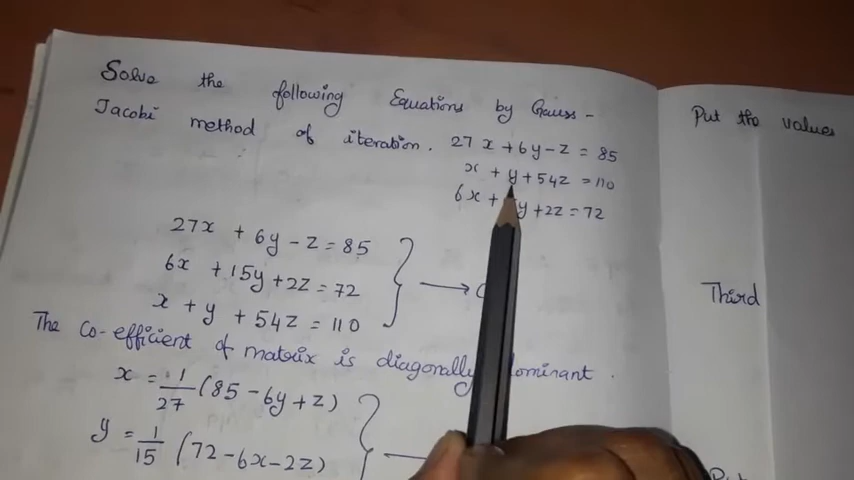 Solve the following Equations by Gauss-
Jacobi method of iteration. 27x + 6y - z = 85
x + y + 54z = 110
6x + y + 2z = 72
27x + 6y - z = 85
6x + 15y + 2z = 72
x + y + 54z = 110
The Co-efficient of matrix is diagonally dominant.
x = 1/27 (85 - 6y + z)
y = 1/15 (72 - 6x - 2z)
Put the values
Third